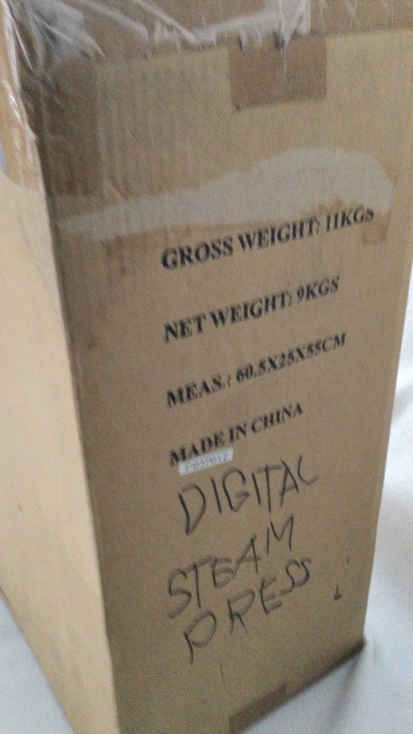 GROSS WEIGHT: 11KGS
NET WEIGHT: 9KGS
MEAS.: 60.5X25X55CM
MADE IN CHINA
DIGITAL
STEAM
PRESS